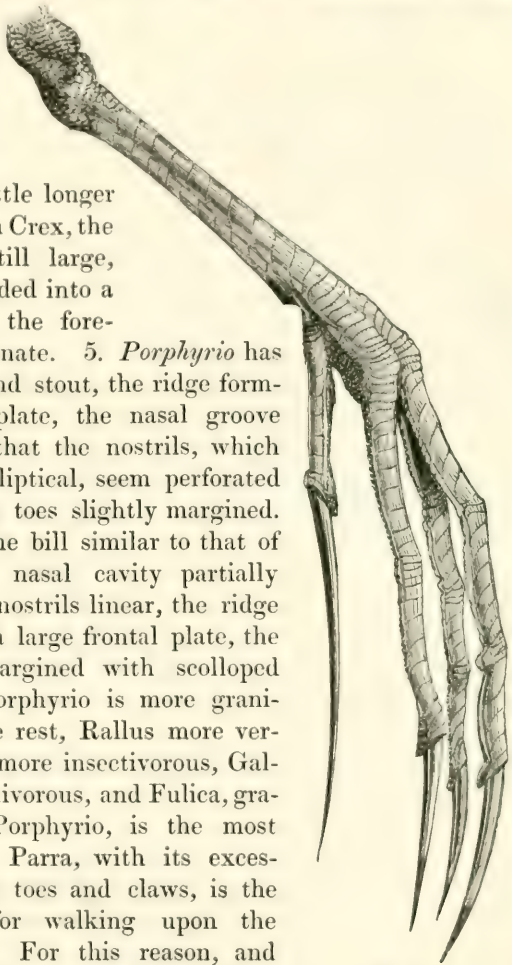 ttle longer
Crex, the
till large,
ded into a
the fore-
nate. 5. Porphyrio has
nd stout, the ridge form-
plate, the nasal groove
that the nostrils, which
liptical, seem perforated
toes slightly margined.
he bill similar to that of
nasal cavity partially
nostrils linear, the ridge
a large frontal plate, the
argined with scolloped
orphyrio is more grani-
e rest, Rallus more ver-
more insectivorous, Gal-
ivorous, and Fulica, gra-
Porphyrio, is the most
Parra, with its exces-
toes and claws, is the
for walking upon the
For this reason, and